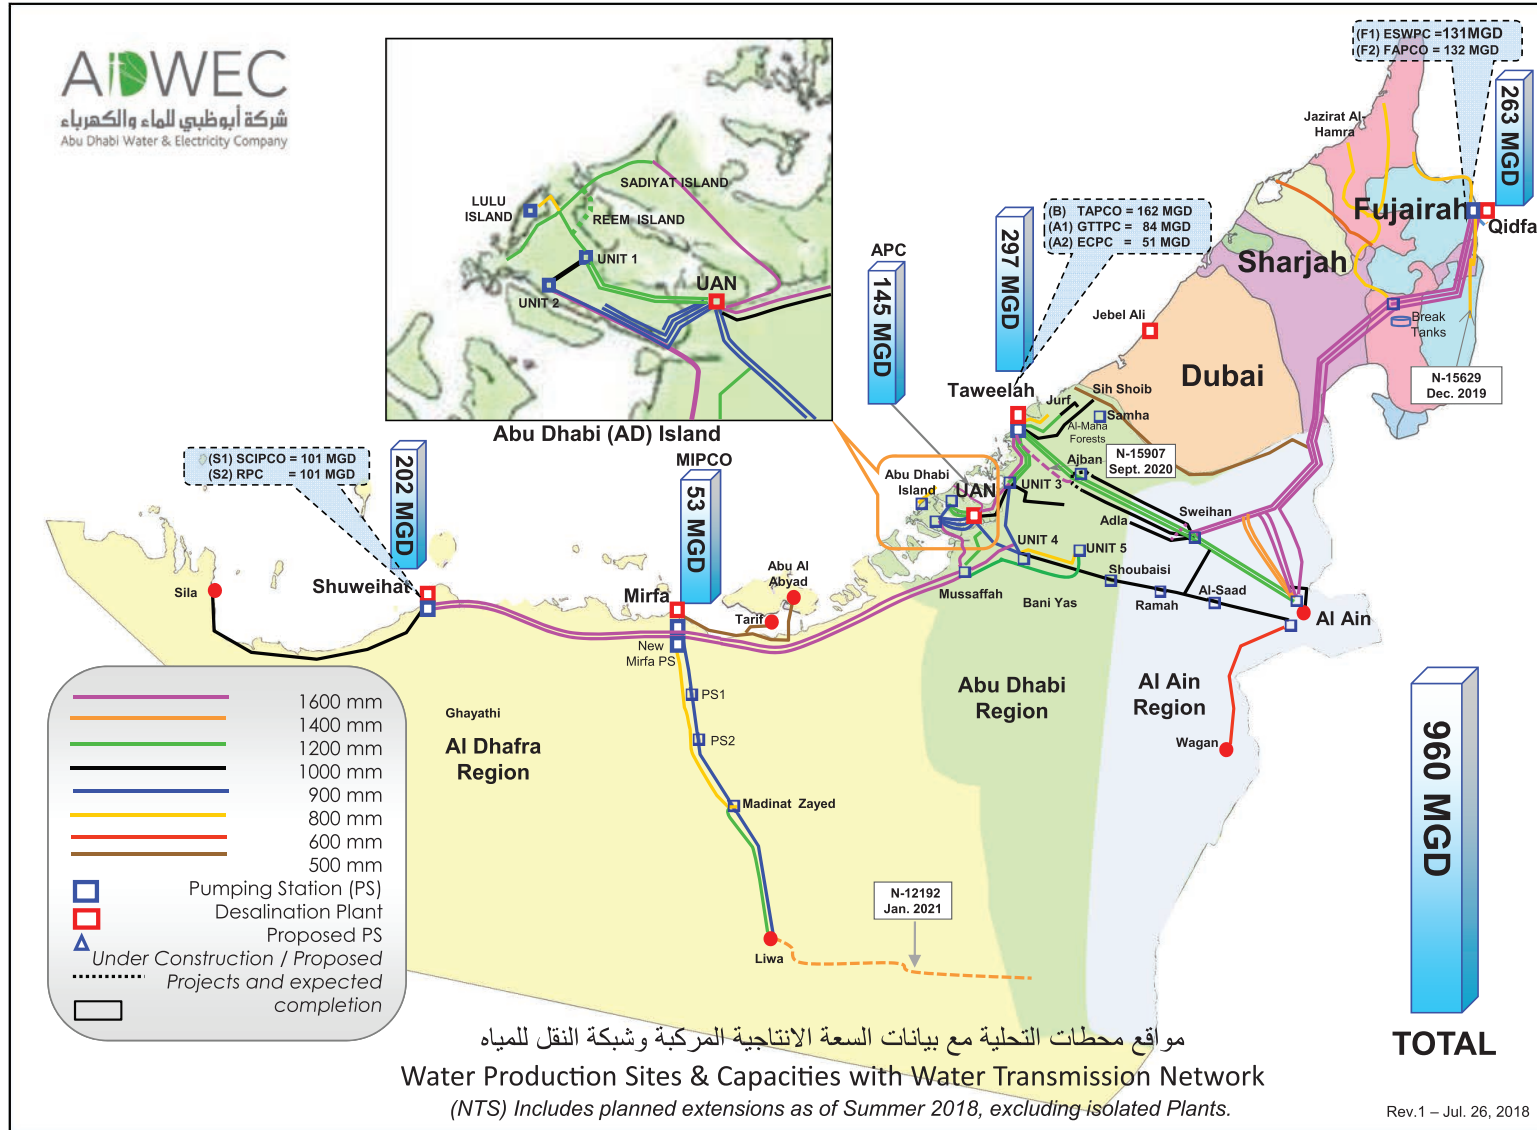 AiDWEC
شركة أبوظبي للماء والكهرباء
Abu Dhabi Water & Electricity Company
SADIYAT ISLAND
LULU
ISLAND
REEM ISLAND
UNIT 1
UAN
UNIT 2
Abu Dhabi (AD) Island
(F1) ESWPC =131MGD
(F2) FAPCO = 132 MGD
263 MGD
Jazirat Al-
Hamra
Fujairah
Qidfa
Sharjah
Break
Tanks
N-15629
Dec. 2019
(B) TAPCO = 162 MGD
(A1) GTTPC = 84 MGD
(A2) ECPC = 51 MGD
297 MGD
APC
145 MGD
Jebel Ali
Dubai
Taweelah
Sih Shoib
Jurf
Samha
Al-Maha
Forests
Ajban
N-15907
Sept. 2020
Abu Dhabi
Island
UAN
UNIT 3
Adla
Sweihan
UNIT 4
UNIT 5
Shoubaisi
Mussaffah
Bani Yas
Ramah
Al-Saad
Al Ain
(S1) SCIPCO = 101 MGD
(S2) RPC = 101 MGD
202 MGD
MIPCO
53 MGD
Sila
Shuweihat
Mirfa
Abu Al
Abyad
Tarif
New
Mirfa PS
PS1
PS2
Ghayathi
Al Dhafra
Region
Abu Dhabi
Region
Al Ain
Region
Wagan
Madinat Zayed
Liwa
N-12192
Jan. 2021
1600 mm
1400 mm
1200 mm
1000 mm
900 mm
800 mm
600 mm
500 mm
Pumping Station (PS)
Desalination Plant
Proposed PS
Under Construction / Proposed
Projects and expected
completion
960 MGD
TOTAL
مواقع محطات التحلية مع بيانات السعة الانتاجية المركبة وشبكة النقل للمياه
Water Production Sites & Capacities with Water Transmission Network
(NTS) Includes planned extensions as of Summer 2018, excluding isolated Plants.
Rev.1 – Jul. 26, 2018